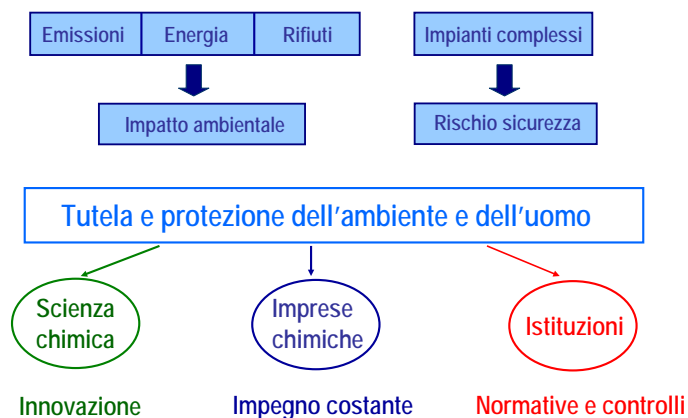 Emissioni Energia Rifiuti Impianti complessi
Impatto ambientale Rischio sicurezza
Tutela e protezione dell'ambiente e dell'uomo
Scienza
chimica
Imprese
chimiche
Istituzioni
Innovazione Impegno costante Normative e controlli